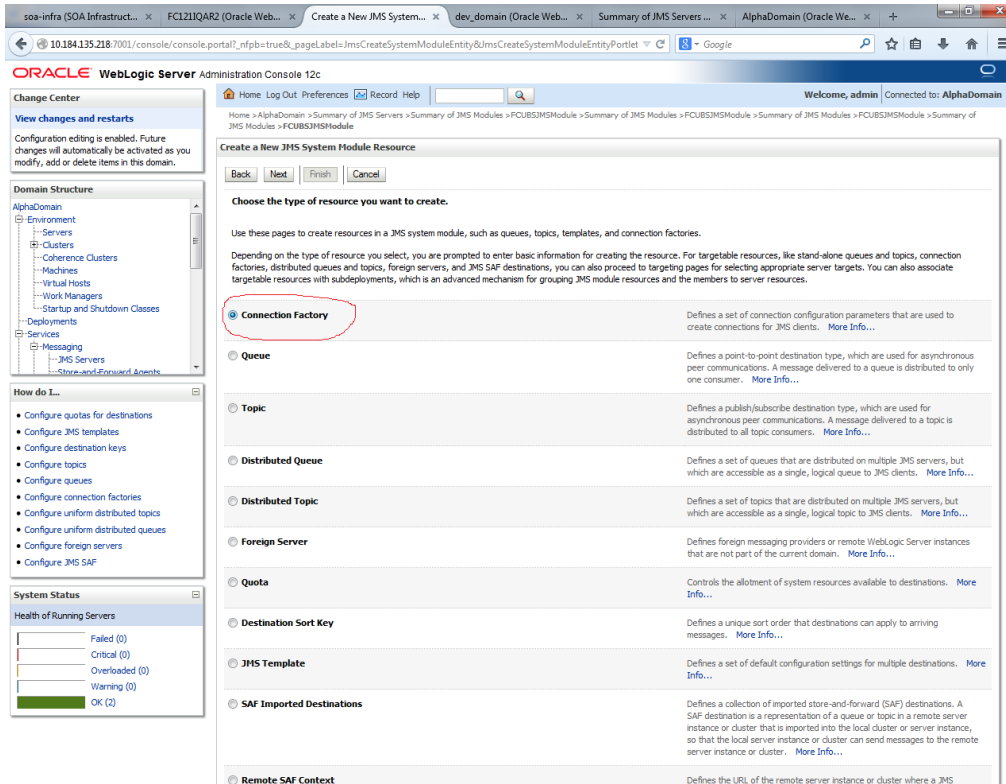 soa-infra (SOA Infrastruct...
FC121IQAR2 (Oracle Web...
Create a New JMS System...
dev_domain (Oracle Web...
Summary of JMS Servers ...
AlphaDomain (Oracle We...
10.184.135.218:7001/console/console.portal?_nfpb=true&_pageLabel=JmsCreateSystemModuleEntity&JmsCreateSystemModuleEntityPortlet
Google
ORACLE WebLogic Server Administration Console 12c
Change Center
View changes and restarts
Configuration editing is enabled. Future
changes will automatically be activated as you
modify, add or delete items in this domain.
Domain Structure
AlphaDomain
Environment
Servers
Clusters
Coherence Clusters
Machines
Virtual Hosts
Work Managers
Startup and Shutdown Classes
Deployments
Services
Messaging
JMS Servers
Store-and-Forward Agents
How do I...
Configure quotas for destinations
Configure JMS templates
Configure destination keys
Configure topics
Configure queues
Configure connection factories
Configure uniform distributed topics
Configure uniform distributed queues
Configure foreign servers
Configure JMS SAF
System Status
Health of Running Servers
Failed (0)
Critical (0)
Overloaded (0)
Warning (0)
OK (2)
Home Log Out Preferences Record Help
Welcome, admin Connected to: AlphaDomain
Home >AlphaDomain >Summary of JMS Servers >Summary of JMS Modules >FCUBSJMSModule >Summary of JMS Modules >FCUBSJMSModule >Summary of JMS Modules >FCUBSJMSModule >Summary of
JMS Modules >FCUBSJMSModule
Create a New JMS System Module Resource
Back Next Finish Cancel
Choose the type of resource you want to create.
Use these pages to create resources in a JMS system module, such as queues, topics, templates, and connection factories.
Depending on the type of resource you select, you are prompted to enter basic information for creating the resource. For targetable resources, like stand-alone queues and topics, connection
factories, distributed queues and topics, foreign servers, and JMS SAF destinations, you can also proceed to targeting pages for selecting appropriate server targets. You can also associate
targetable resources with subdeployments, which is an advanced mechanism for grouping JMS module resources and the members to server resources.
Connection Factory
Defines a set of connection configuration parameters that are used to
create connections for JMS clients. More Info...
Queue
Defines a point-to-point destination type, which are used for asynchronous
peer communications. A message delivered to a queue is distributed to only
one consumer. More Info...
Topic
Defines a publish/subscribe destination type, which are used for
asynchronous peer communications. A message delivered to a topic is
distributed to all topic consumers. More Info...
Distributed Queue
Defines a set of queues that are distributed on multiple JMS servers, but
which are accessible as a single, logical queue to JMS clients. More Info...
Distributed Topic
Defines a set of topics that are distributed on multiple JMS servers, but
which are accessible as a single, logical topic to JMS clients. More Info...
Foreign Server
Defines foreign messaging providers or remote WebLogic Server instances
that are not part of the current domain. More Info...
Quota
Controls the allotment of system resources available to destinations. More
Info...
Destination Sort Key
Defines a unique sort order that destinations can apply to arriving
messages. More Info...
JMS Template
Defines a set of default configuration settings for multiple destinations. More
Info...
SAF Imported Destinations
Defines a collection of imported store-and-forward (SAF) destinations. A
SAF destination is a representation of a queue or topic in a remote server
instance or cluster that is imported into the local cluster or server instance,
so that the local server instance or cluster can send messages to the remote
server instance or cluster. More Info...
Remote SAF Context
Defines the URL of the remote server instance or cluster where a JMS